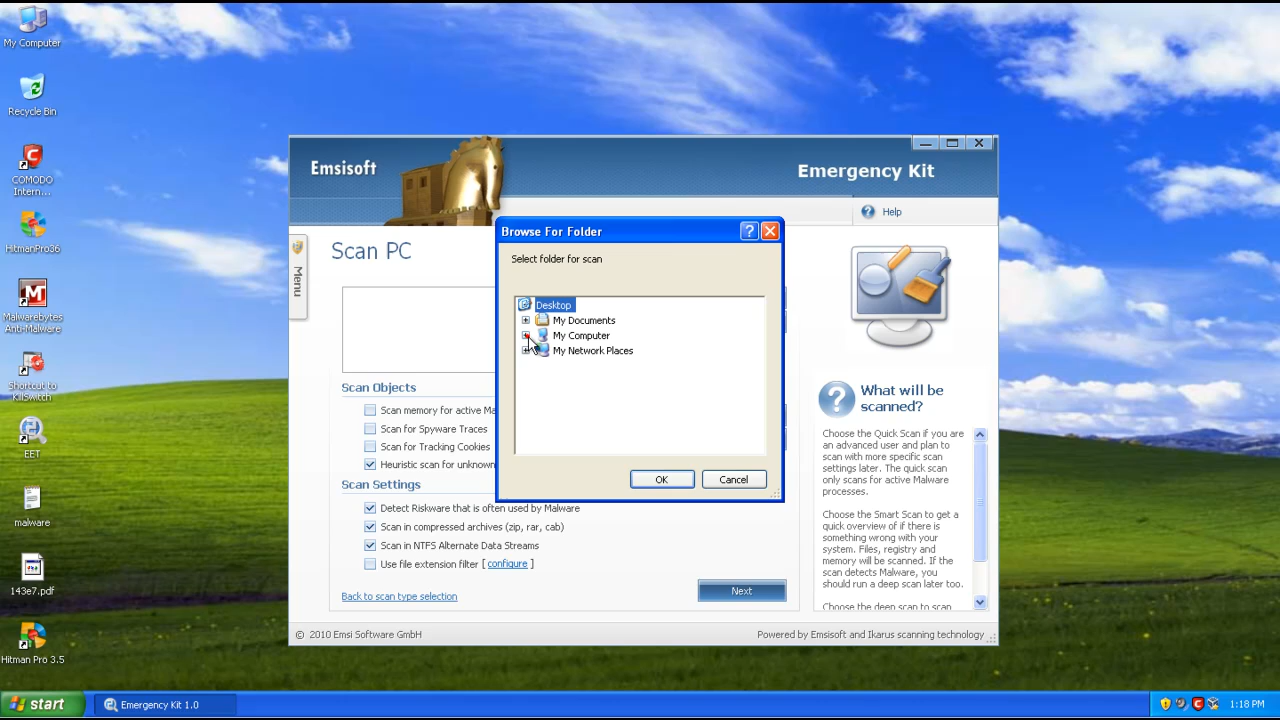 My Computer
Recycle Bin
COMODO
Intern...
HitmanPro36
Malwarebytes
Anti-Malware
Shortcut to
KillSwitch
EET
malware
143e7.pdf
Hitman Pro 3.5
Emsisoft
Emergency Kit
Help
Menu
Scan PC
Browse For Folder
Select folder for scan
Desktop
My Documents
My Computer
My Network Places
OK
Cancel
Scan Objects
Scan memory for active Ma
Scan for Spyware Traces
Scan for Tracking Cookies
Heuristic scan for unknown
Scan Settings
Detect Riskware that is often used by Malware
Scan in compressed archives (zip, rar, cab)
Scan in NTFS Alternate Data Streams
Use file extension filter [ configure ]
Back to scan type selection
Next
What will be
scanned?
Choose the Quick Scan if you are
an advanced user and plan to
scan with more specific scan
settings later. The quick scan
only scans for active Malware
processes.
Choose the Smart Scan to get a
quick overview of if there is
something wrong with your
system. Files, registry and
memory will be scanned. If the
scan detects Malware, you
should run a deep scan later too.
Choose the deep scan to scan
© 2010 Emsi Software GmbH
Powered by Emsisoft and Ikarus scanning technology
start
Emergency Kit 1.0
1:18 PM